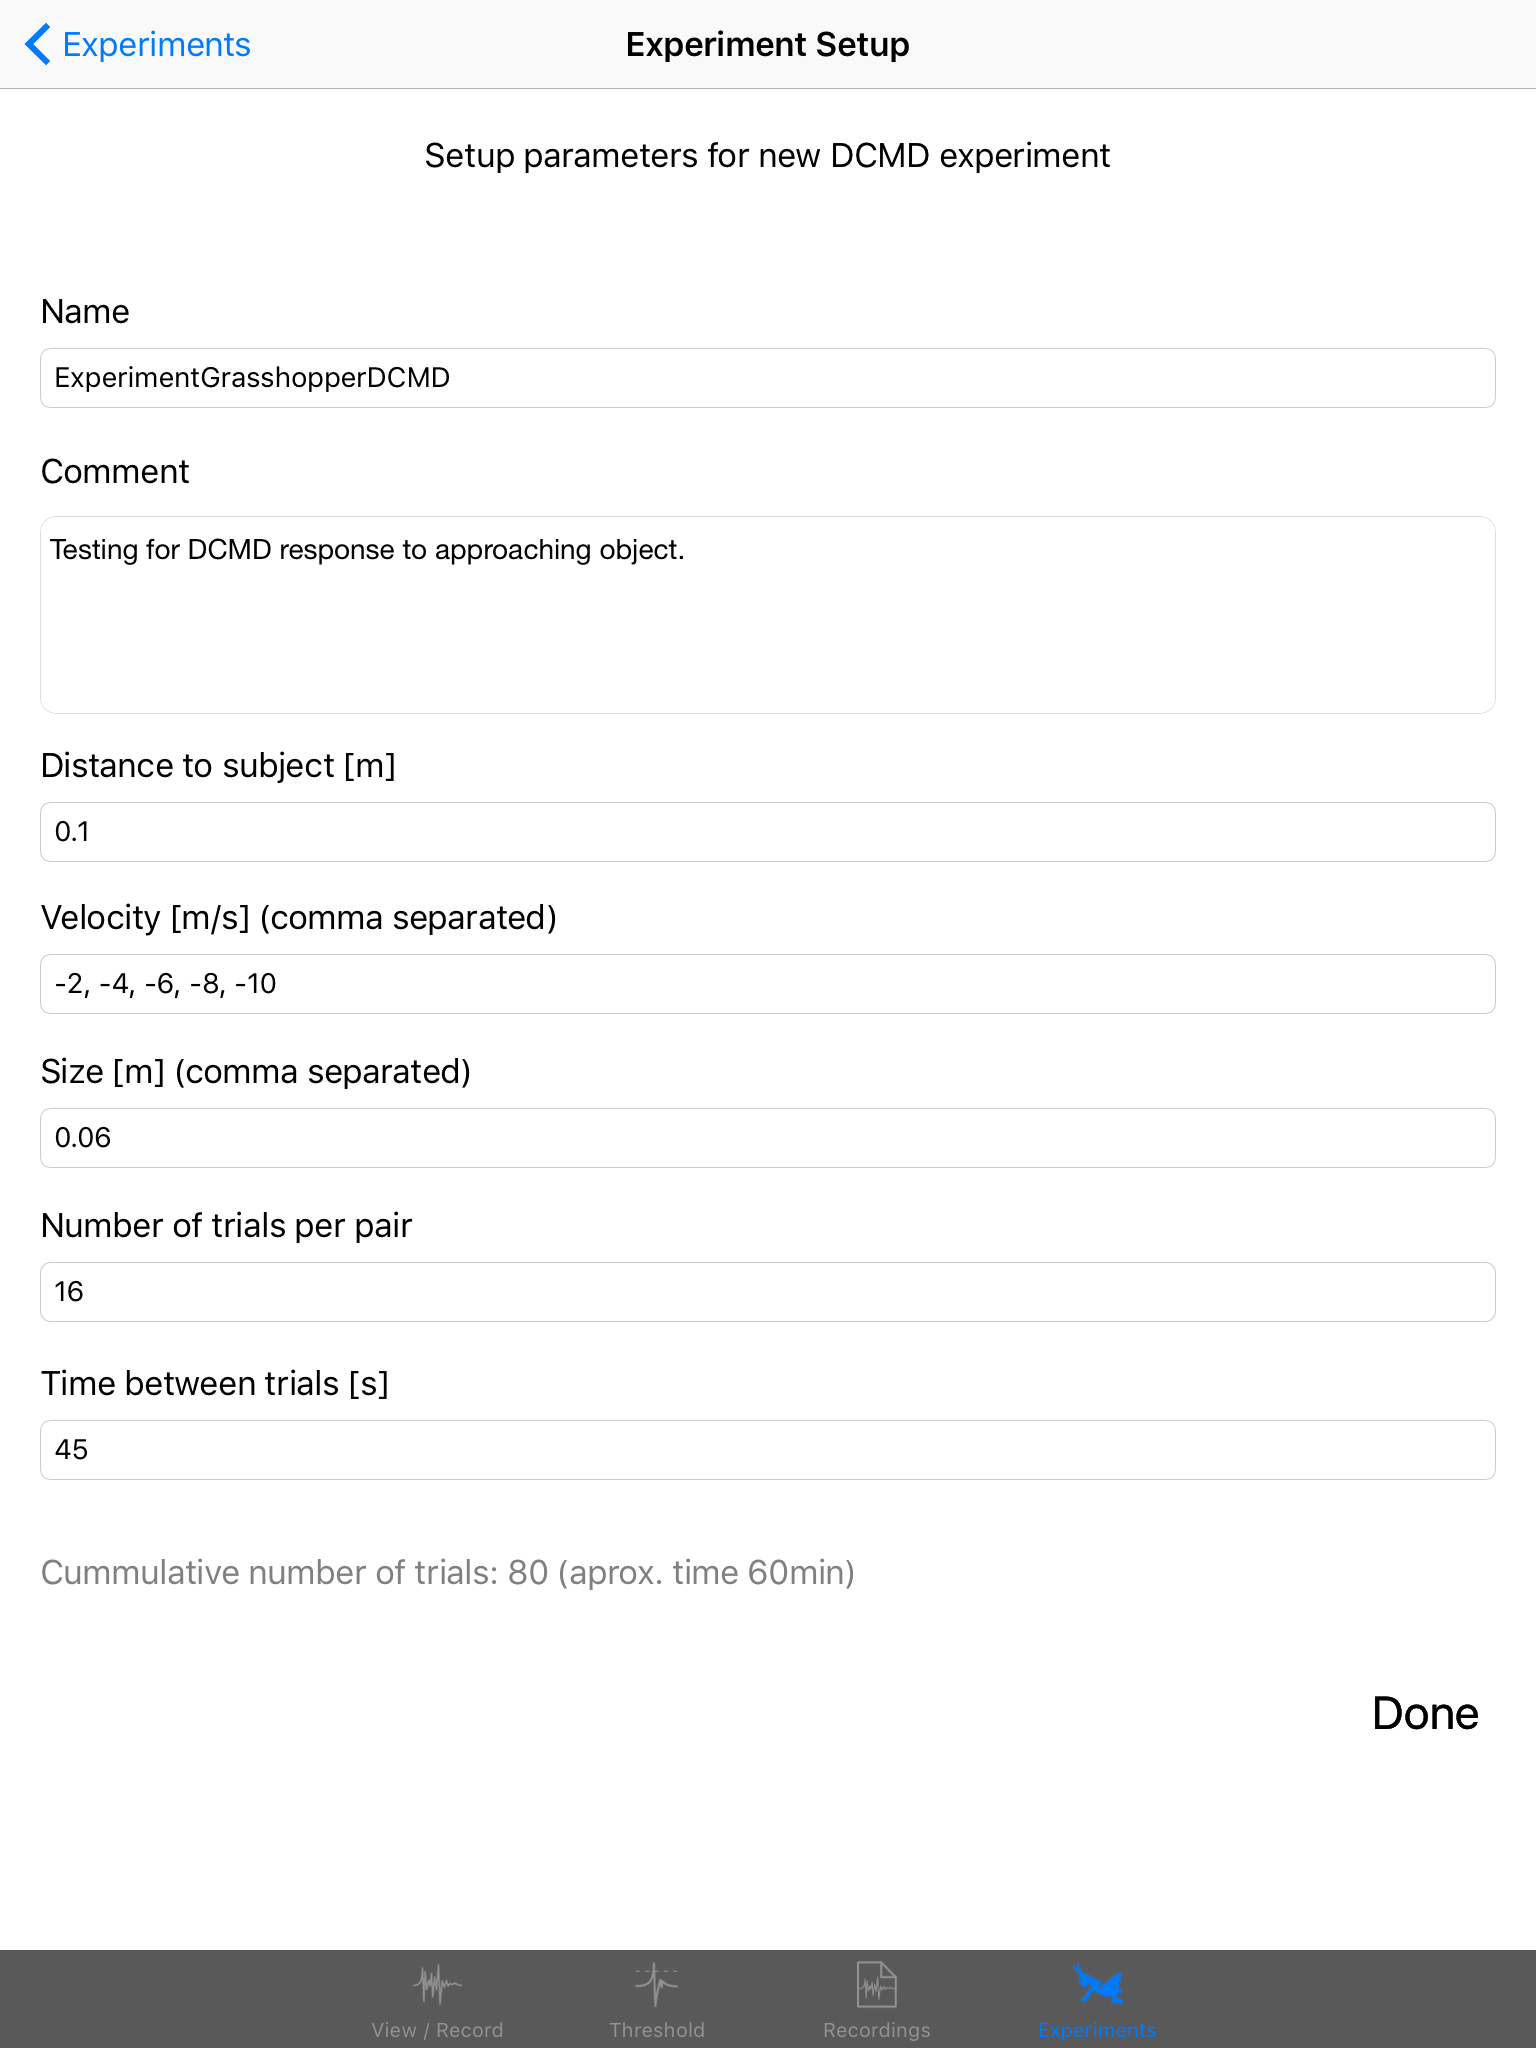 Experiments
Experiment Setup
Setup parameters for new DCMD experiment
Name
ExperimentGrasshopperDCMD
Comment
Testing for DCMD response to approaching object.
Distance to subject [m]
0.1
Velocity [m/s] (comma separated)
-2, -4, -6, -8, -10
Size [m] (comma separated)
0.06
Number of trials per pair
16
Time between trials [s]
45
Cummulative number of trials: 80 (aprox. time 60min)
Done
View / Record
Threshold
Recordings
Experiments